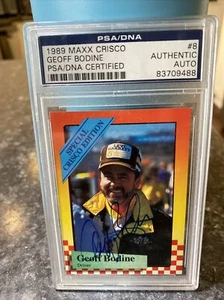 PSA/DNA
1989 MAXX CRISCO #8
GEOFF BODINE AUTHENTIC
PSA/DNA CERTIFIED AUTO
83709488
SPECIAL
CRISCO EDITION
Geoff Bodine
Driver